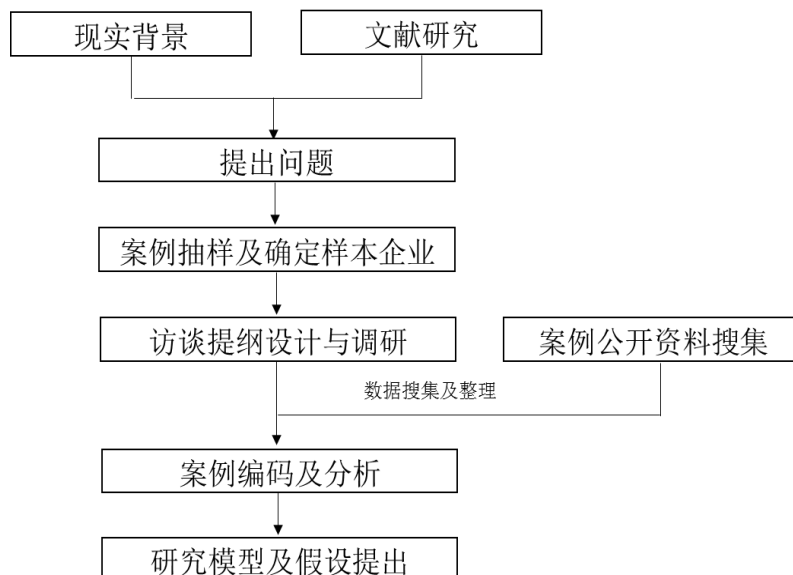 现实背景
文献研究
提出问题
案例抽样及确定样本企业
访谈提纲设计与调研
案例公开资料搜集
数据搜集及整理
案例编码及分析
研究模型及假设提出